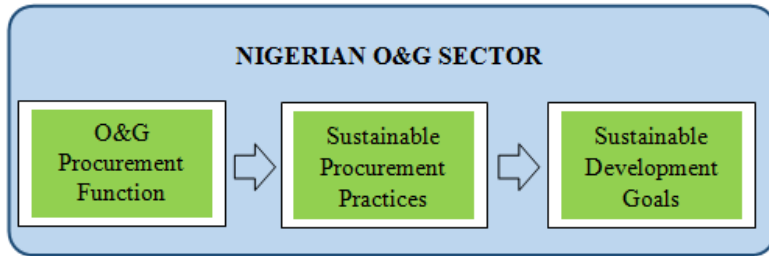 NIGERIAN O&G SECTOR
O&G
Procurement
Function
Sustainable
Procurement
Practices
Sustainable
Development
Goals